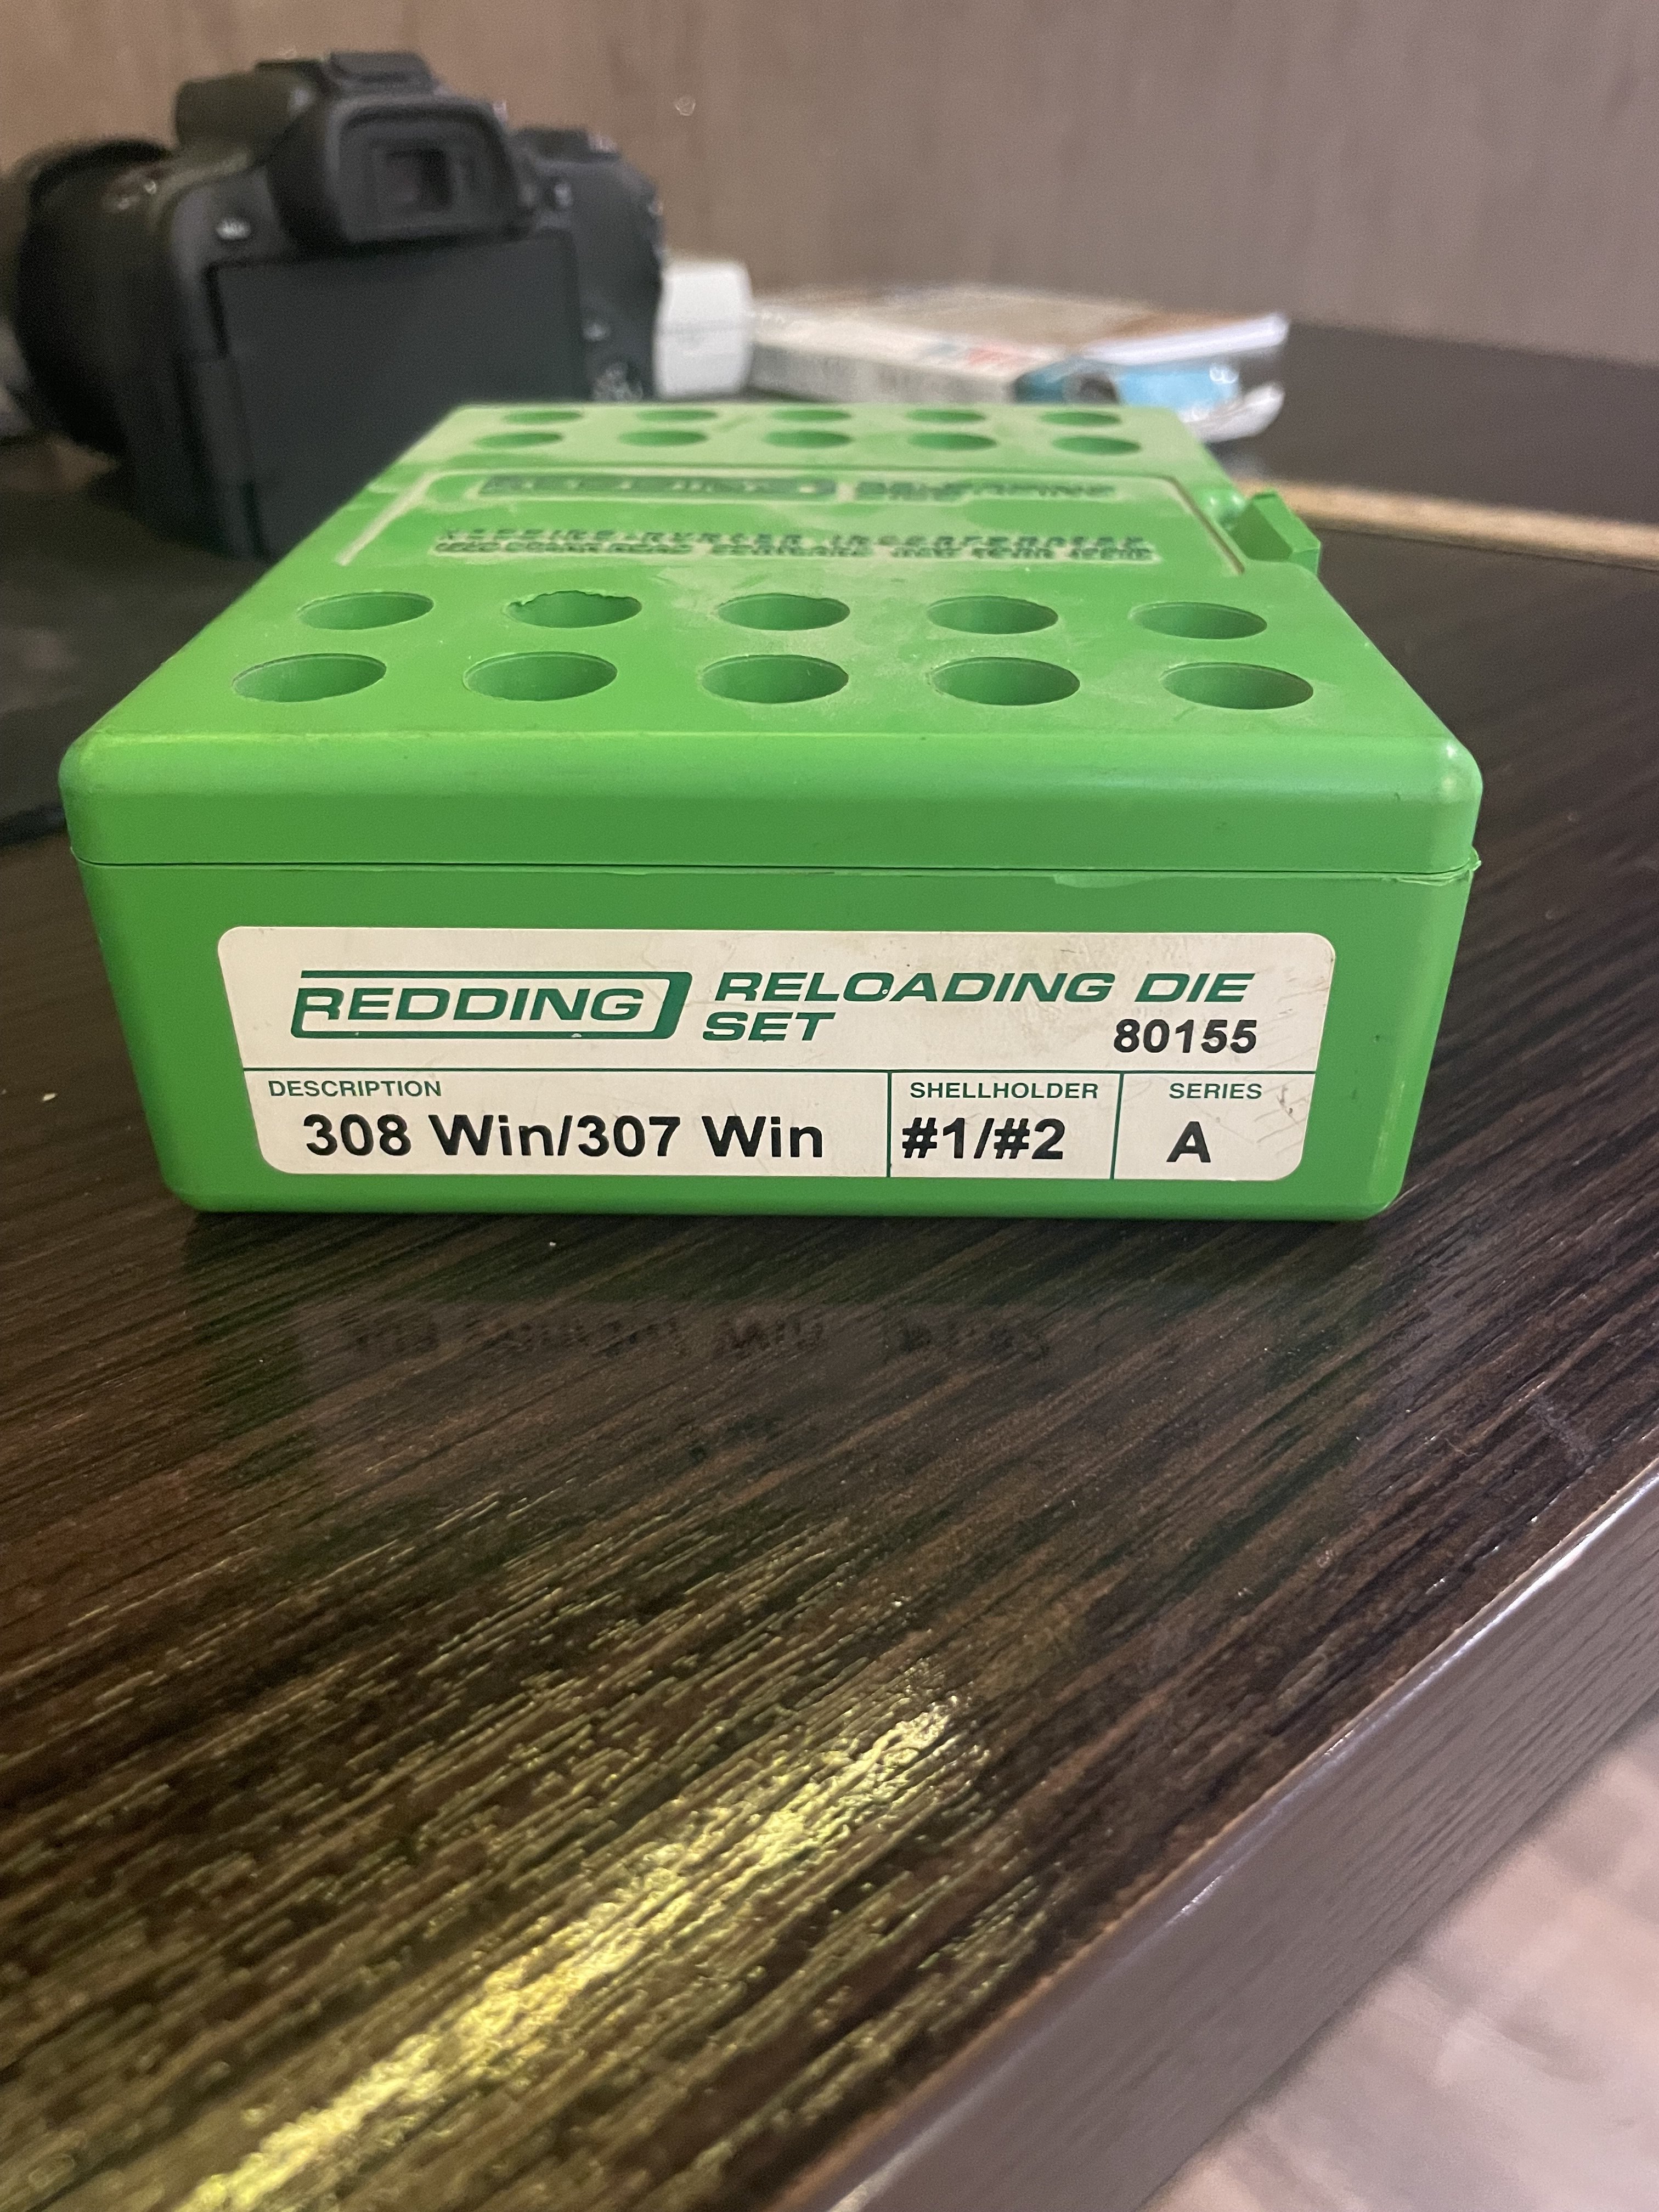 REDDING RELOADING DIE
SET
80155
DESCRIPTION SHELLHOLDER SERIES
308 Win/307 Win #1/#2 A